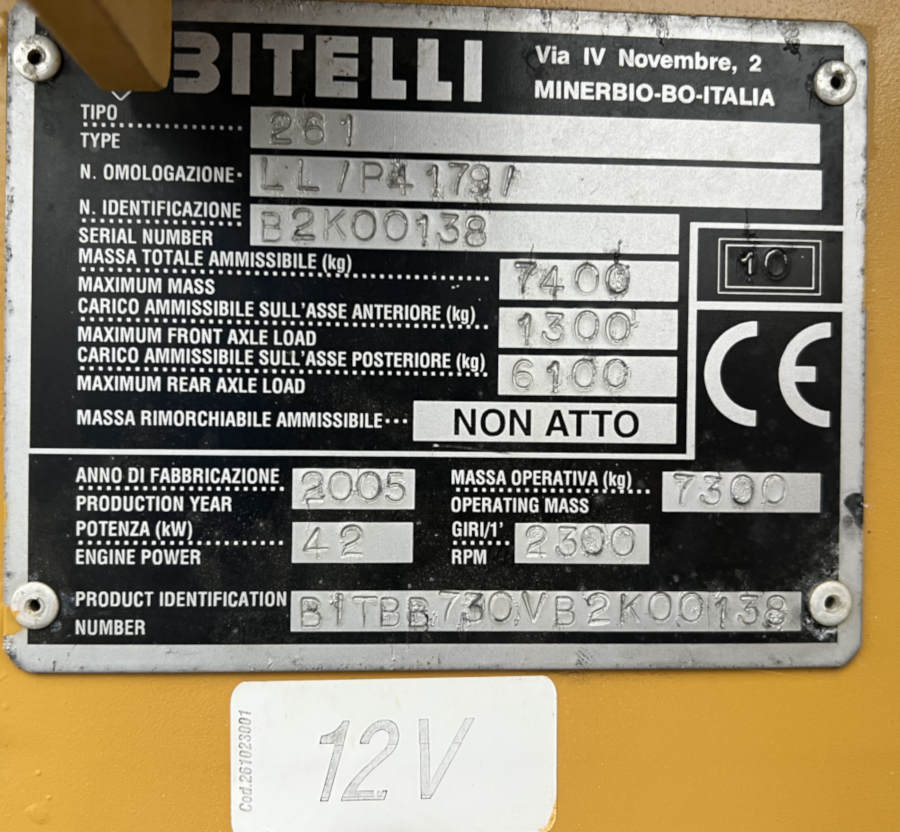 BITELLI
Via IV Novembre, 2
MINERBIO-BO-ITALIA
TIPO
TYPE
261
N. OMOLOGAZIONE LL/P4179/
N. IDENTIFICAZIONE
SERIAL NUMBER
B2K00138
MASSA TOTALE AMMISSIBILE (kg)
MAXIMUM MASS
7400
CARICO AMMISSIBILE SULL'ASSE ANTERIORE (kg)
MAXIMUM FRONT AXLE LOAD
1300
CARICO AMMISSIBILE SULL'ASSE POSTERIORE (kg)
MAXIMUM REAR AXLE LOAD
6100
MASSA RIMORCHIABILE AMMISSIBILE NON ATTO
10
CE
ANNO DI FABBRICAZIONE
PRODUCTION YEAR
2005
MASSA OPERATIVA (kg)
OPERATING MASS
7300
POTENZA (kW)
ENGINE POWER
42
GIRI/1'
RPM
2300
PRODUCT IDENTIFICATION
NUMBER
B1TBB730VB2K00138
Cod.261023001
12V